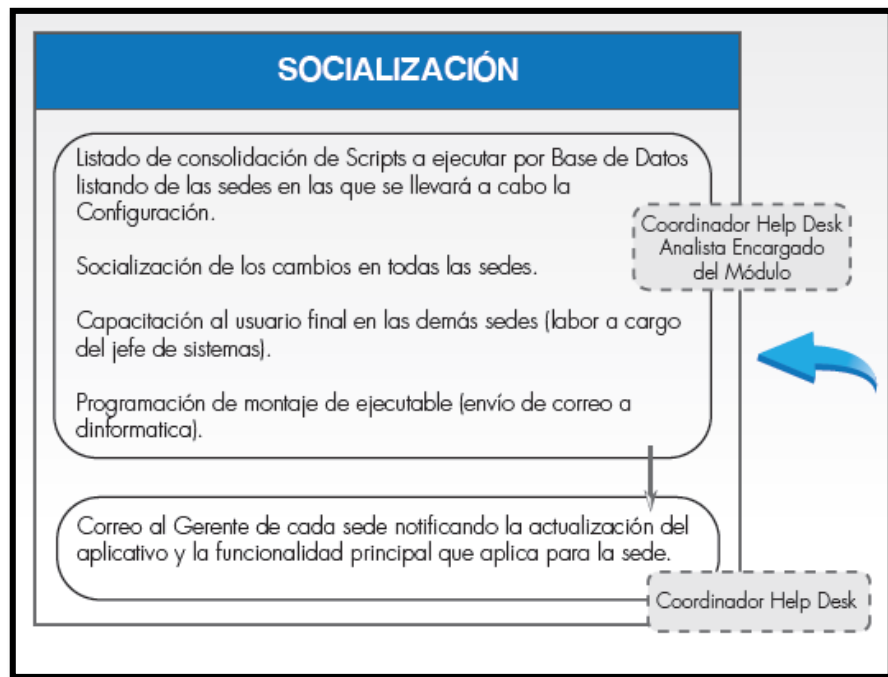 SOCIALIZACIÓN
Listado de consolidación de Scripts a ejecutar por Base de Datos
listando de las sedes en las que se llevará a cabo la
Configuración.
Coordinador Help Desk
Analista Encargado
del Módulo
Socialización de los cambios en todas las sedes.
Capacitación al usuario final en las demás sedes (labor a cargo
del jefe de sistemas).
Programación de montaje de ejecutable (envío de correo a
dinformatica).
Correo al Gerente de cada sede notificando la actualización del
aplicativo y la funcionalidad principal que aplica para la sede.
Coordinador Help Desk